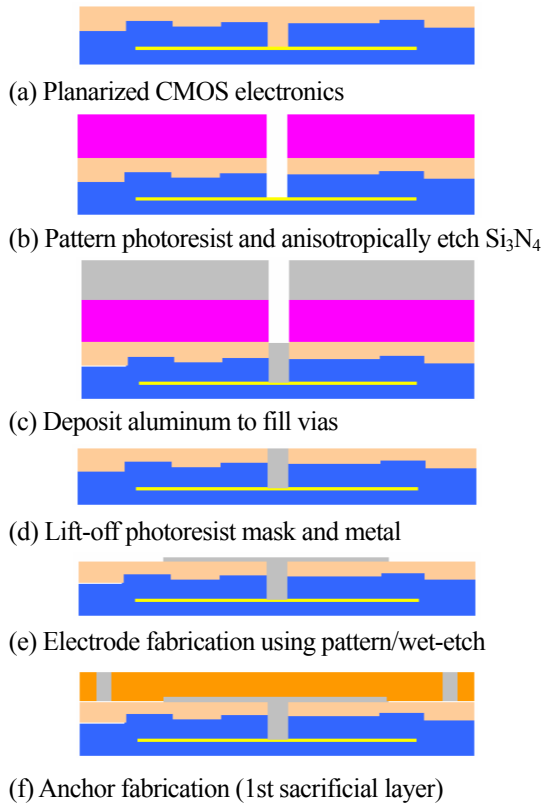 (a) Planarized CMOS electronics
(b) Pattern photoresist and anisotropically etch Si₃N₄
(c) Deposit aluminum to fill vias
(d) Lift-off photoresist mask and metal
(e) Electrode fabrication using pattern/wet-etch
(f) Anchor fabrication (1st sacrificial layer)